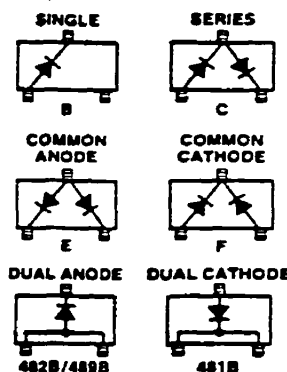 SINGLE SERIES
B C
COMMON ANODE COMMON CATHODE
E F
DUAL ANODE DUAL CATHODE
482B/489B 481B